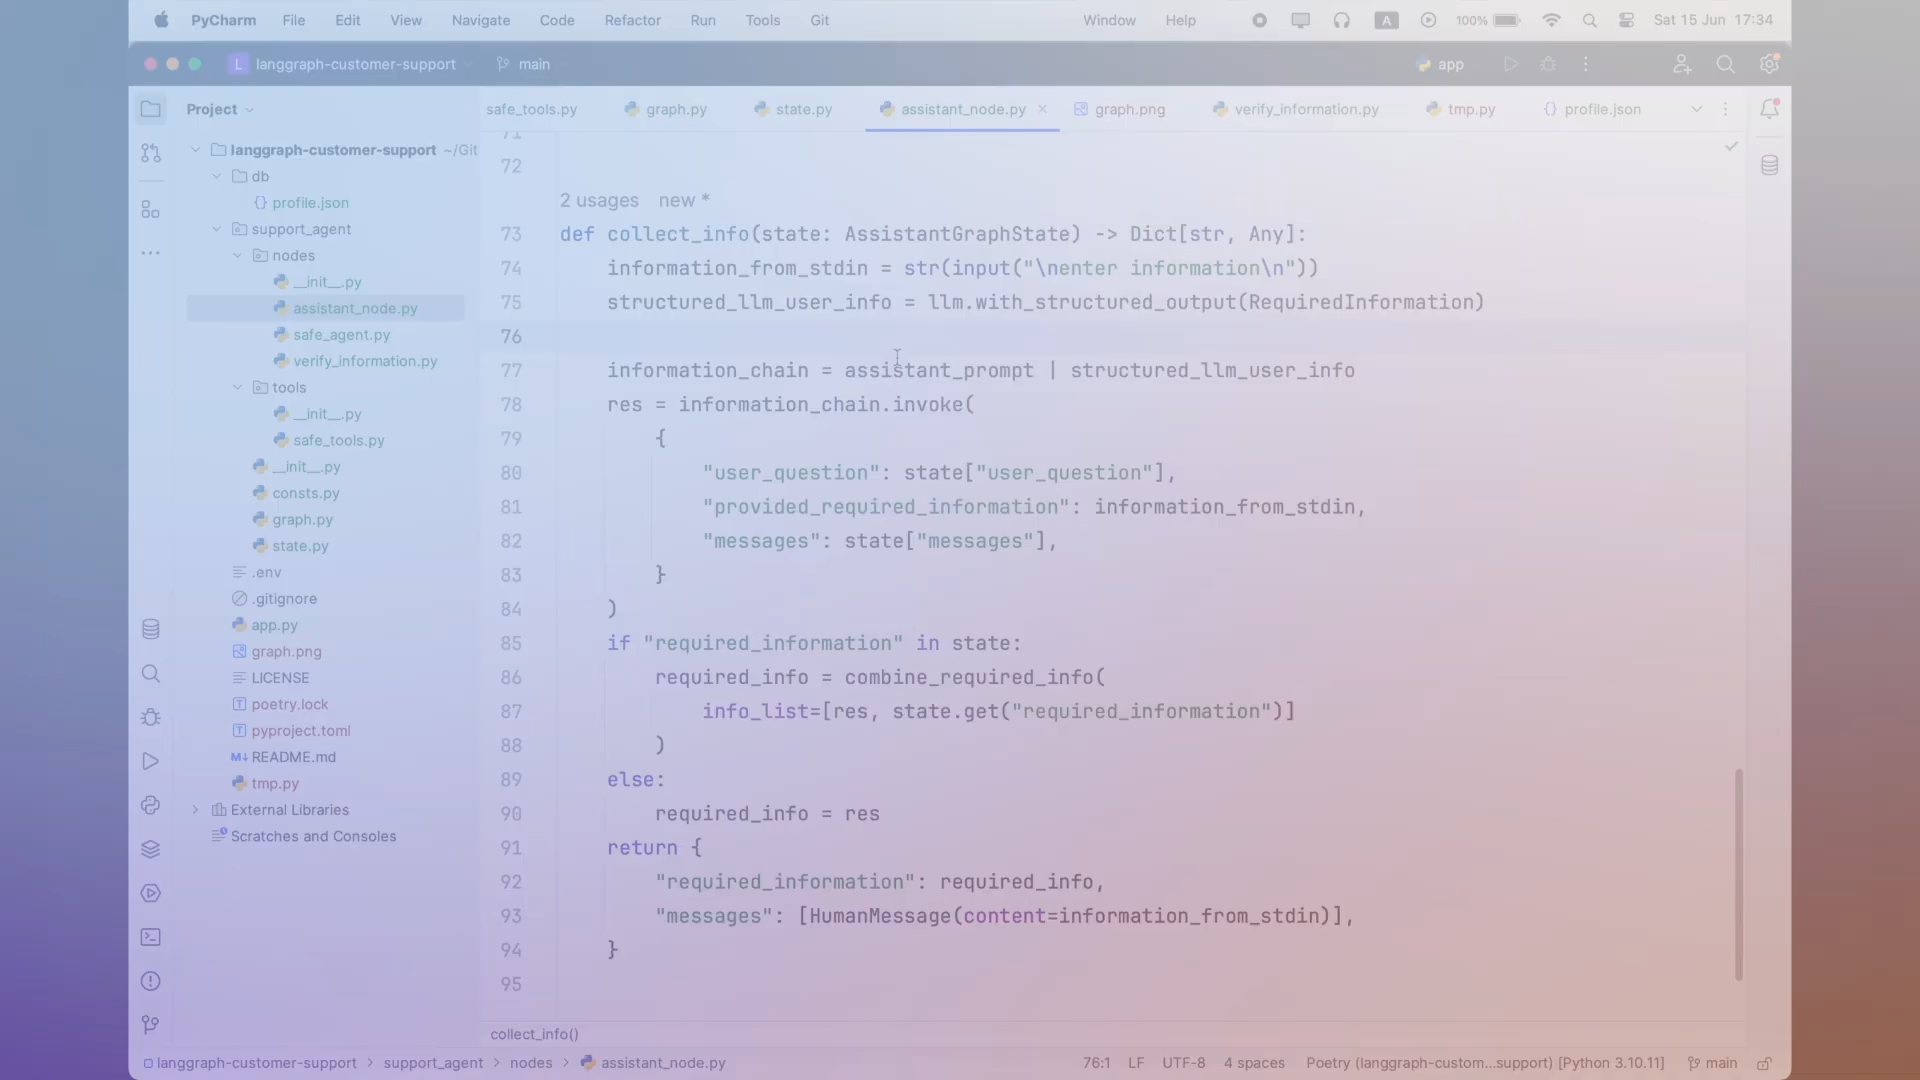 PyCharm File Edit View Navigate Code Refactor Run Tools Git Window Help A 100% Sat 15 Jun 17:34
L langgraph-customer-support main app
Project
safe_tools.py graph.py state.py assistant_node.py graph.png verify_information.py tmp.py profile.json
langgraph-customer-support ~/Git
db
profile.json
support_agent
nodes
__init__.py
assistant_node.py
safe_agent.py
verify_information.py
tools
__init__.py
safe_tools.py
__init__.py
consts.py
graph.py
state.py
.env
.gitignore
app.py
graph.png
LICENSE
poetry.lock
pyproject.toml
README.md
tmp.py
External Libraries
Scratches and Consoles
71
72
2 usages new *
73 def collect_info(state: AssistantGraphState) -> Dict[str, Any]:
74 information_from_stdin = str(input("\nenter information\n"))
75 structured_llm_user_info = llm.with_structured_output(RequiredInformation)
76
77 information_chain = assistant_prompt | structured_llm_user_info
78 res = information_chain.invoke(
79 {
80 "user_question": state["user_question"],
81 "provided_required_information": information_from_stdin,
82 "messages": state["messages"],
83 }
84 )
85 if "required_information" in state:
86 required_info = combine_required_info(
87 info_list=[res, state.get("required_information")]
88 )
89 else:
90 required_info = res
91 return {
92 "required_information": required_info,
93 "messages": [HumanMessage(content=information_from_stdin)],
94 }
95
collect_info()
langgraph-customer-support > support_agent > nodes > assistant_node.py 76:1 LF UTF-8 4 spaces Poetry (langgraph-custom...support) [Python 3.10.11] main